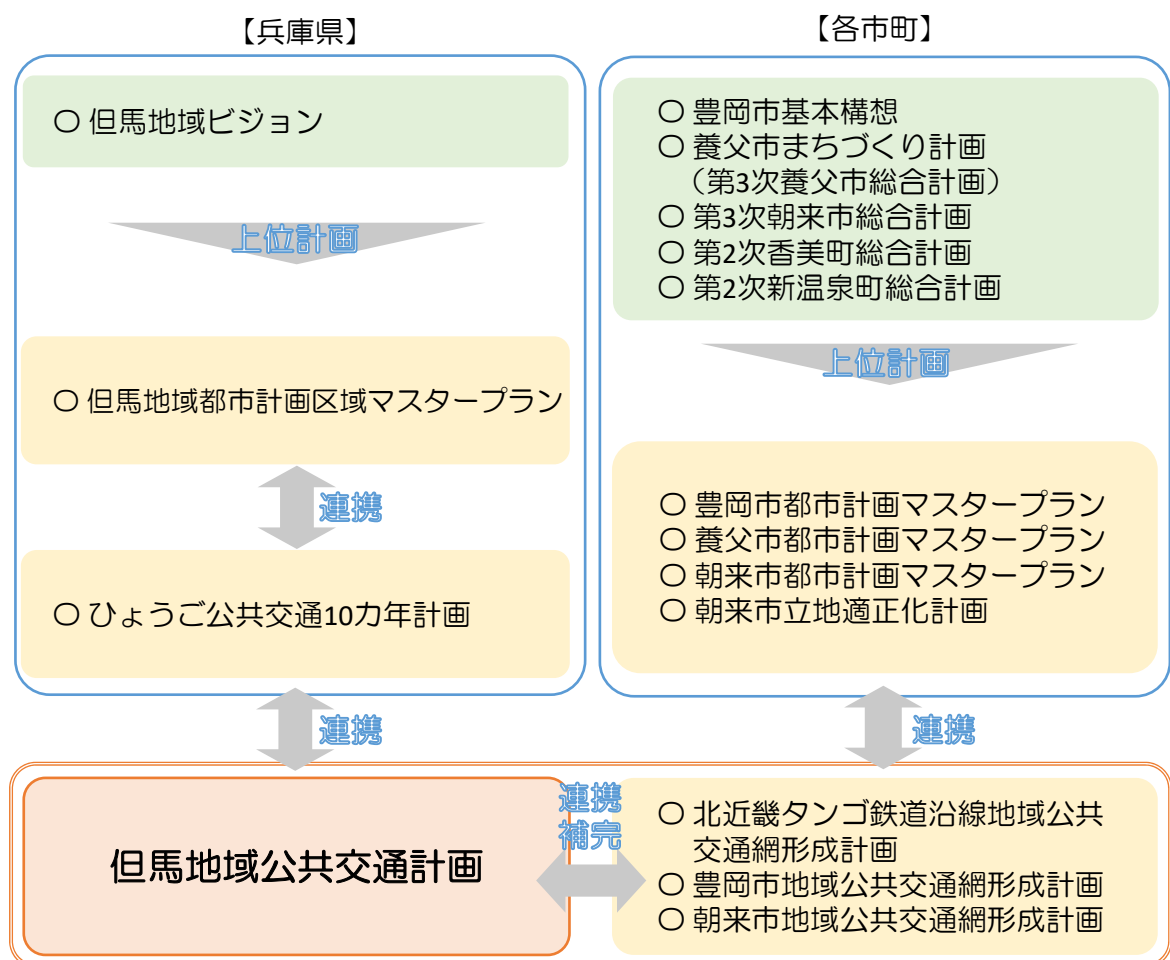 【兵庫県】
〇 但馬地域ビジョン
上位計画
〇 但馬地域都市計画区域マスタープラン
連携
〇 ひょうご公共交通10カ年計画
連携
【各市町】
〇 豊岡市基本構想
〇 養父市まちづくり計画
（第3次養父市総合計画）
〇 第3次朝来市総合計画
〇 第2次香美町総合計画
〇 第2次新温泉町総合計画
上位計画
〇 豊岡市都市計画マスタープラン
〇 養父市都市計画マスタープラン
〇 朝来市都市計画マスタープラン
〇 朝来市立地適正化計画
連携
但馬地域公共交通計画
連携
補完
〇 北近畿タンゴ鉄道沿線地域公共
交通網形成計画
〇 豊岡市地域公共交通網形成計画
〇 朝来市地域公共交通網形成計画